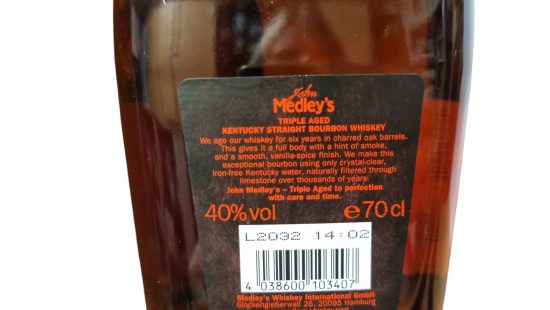 John
Medley's
TRIPLE AGED
KENTUCKY STRAIGHT BOURBON WHISKEY
We age our whiskey for six years in charred oak barrels.
This gives it a full body with a hint of smoke,
and a smooth, vanilla-spice finish. We make this
exceptional bourbon using only crystal-clear,
iron-free Kentucky water, naturally filtered through
limestone over thousands of years.
John Medley's – Triple Aged to perfection
with care and time.
40% vol ℮ 70 cl
L2032 14:02
4 038600 103407
Medley's Whiskey International GmbH
Glockengießerwall 26, 20095 Hamburg